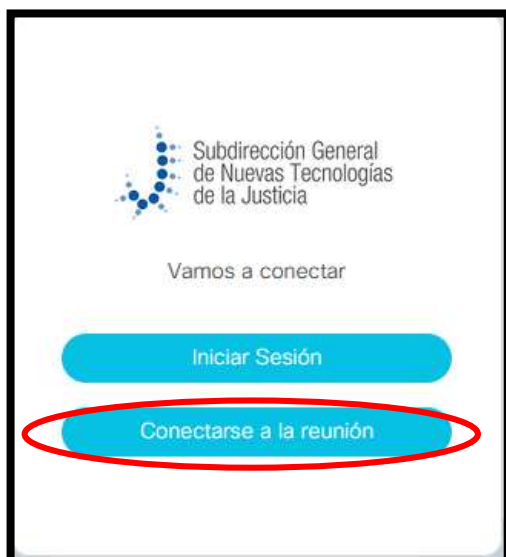 Subdirección General
de Nuevas Tecnologías
de la Justicia
Vamos a conectar
Iniciar Sesión
Conectarse a la reunión